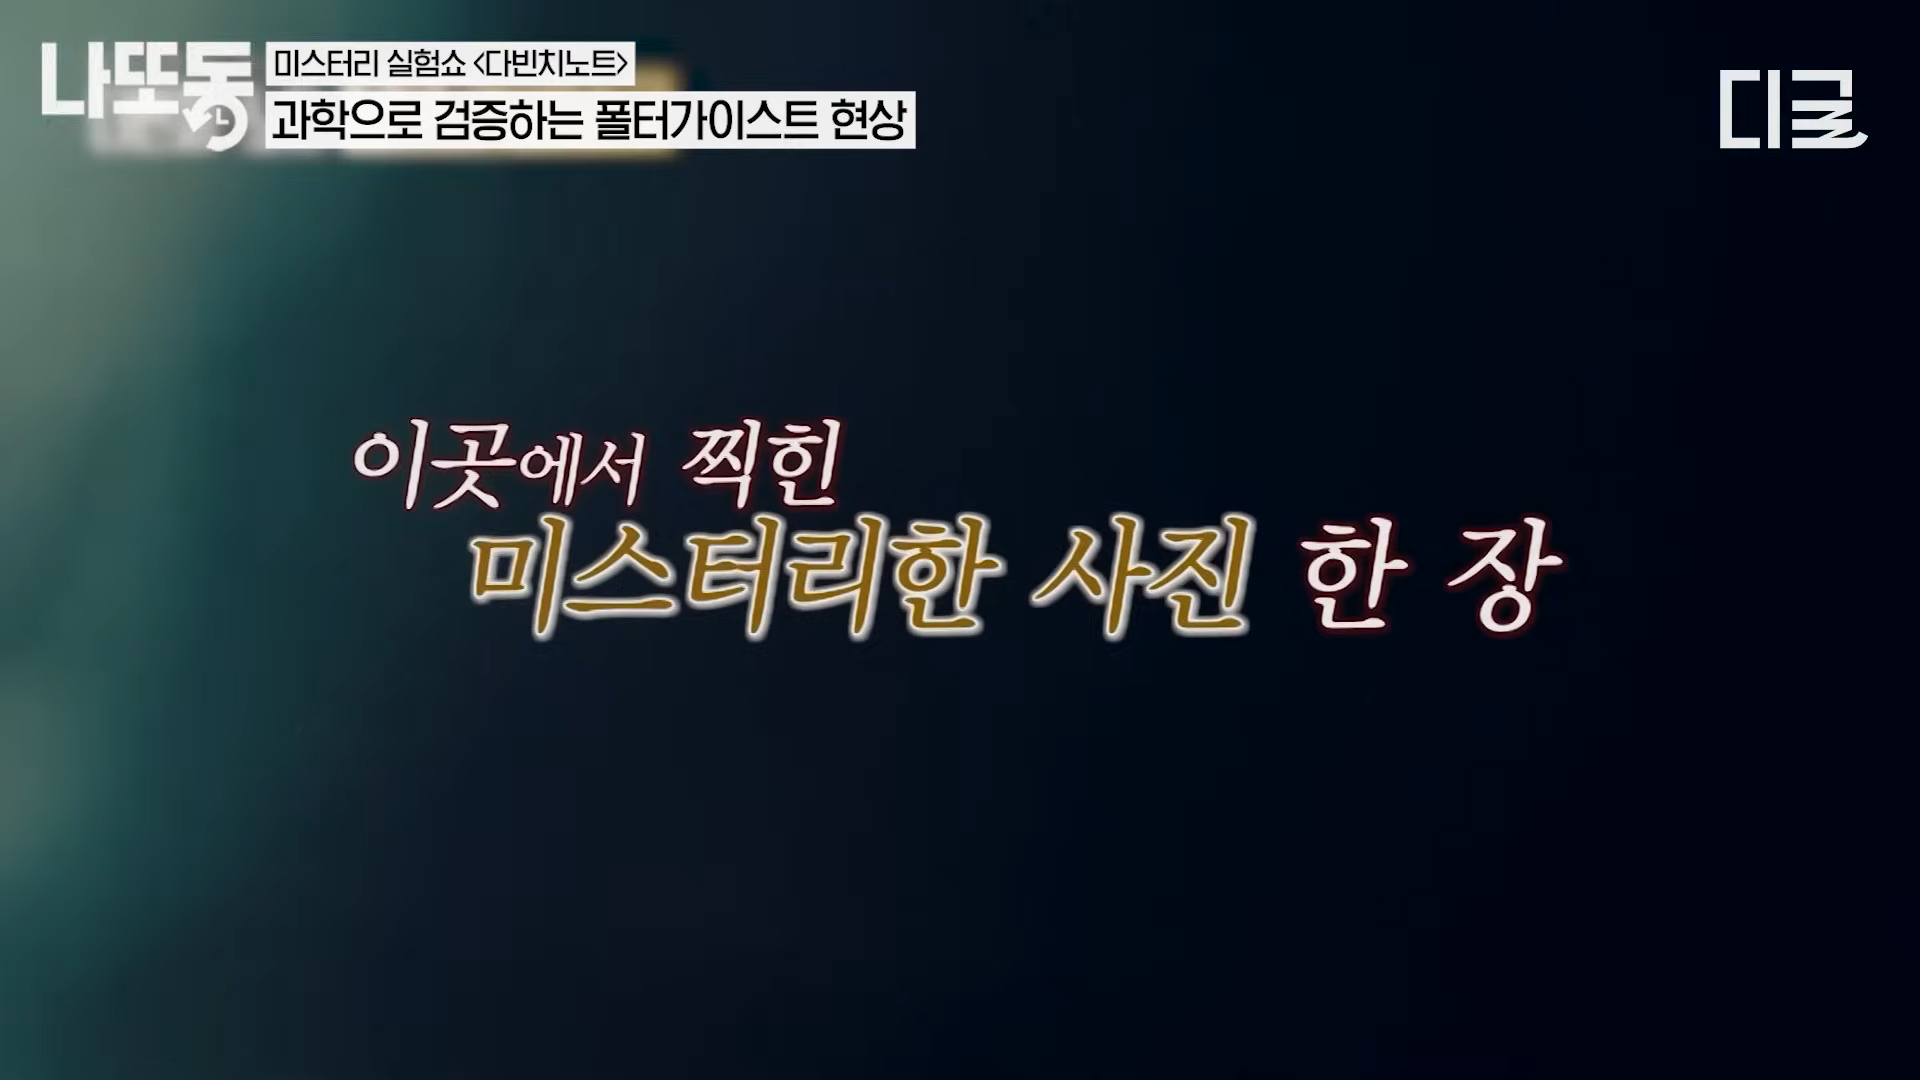 나또동
미스터리 실험쇼 <다빈치노트>
과학으로 검증하는 폴터가이스트 현상
디글
이곳에서 찍힌
미스터리한 사진 한 장